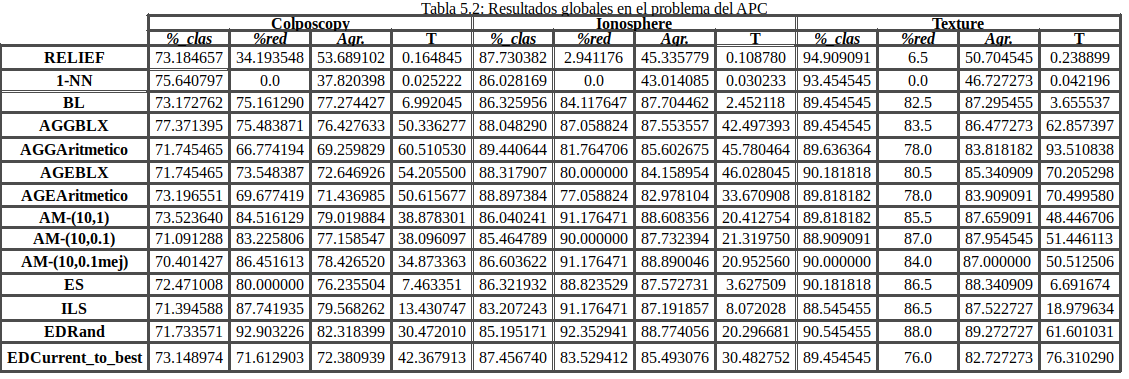 Tabla 5.2: Resultados globales en el problema del APC
Colposcopy Ionosphere Texture
%_clas %red Agr. T %_clas %red Agr. T %_clas %red Agr. T
RELIEF 73.184657 34.193548 53.689102 0.164845 87.730382 2.941176 45.335779 0.108780 94.909091 6.5 50.704545 0.238899
1-NN 75.640797 0.0 37.820398 0.025222 86.028169 0.0 43.014085 0.030233 93.454545 0.0 46.727273 0.042196
BL 73.172762 75.161290 77.274427 6.992045 86.325956 84.117647 87.704462 2.452118 89.454545 82.5 87.295455 3.655537
AGGBLX 77.371395 75.483871 76.427633 50.336277 88.048290 87.058824 87.553557 42.497393 89.454545 83.5 86.477273 62.857397
AGGAritmetico 71.745465 66.774194 69.259829 60.510530 89.440644 81.764706 85.602675 45.780464 89.636364 78.0 83.818182 93.510838
AGEBLX 71.745465 73.548387 72.646926 54.205500 88.317907 80.000000 84.158954 46.028045 90.181818 80.5 85.340909 70.205298
AGEAritmetico 73.196551 69.677419 71.436985 50.615677 88.897384 77.058824 82.978104 33.670908 89.818182 78.0 83.909091 70.499580
AM-(10,1) 73.523640 84.516129 79.019884 38.878301 86.040241 91.176471 88.608356 20.412754 89.818182 85.5 87.659091 48.446706
AM-(10,0.1) 71.091288 83.225806 77.158547 38.096097 85.464789 90.000000 87.732394 21.319750 88.909091 87.0 87.954545 51.446113
AM-(10,0.1mej) 70.401427 86.451613 78.426520 34.873363 86.603622 91.176471 88.890046 20.952560 90.000000 84.0 87.000000 50.512506
ES 72.471008 80.000000 76.235504 7.463351 86.321932 88.823529 87.572731 3.627509 90.181818 86.5 88.340909 6.691674
ILS 71.394588 87.741935 79.568262 13.430747 83.207243 91.176471 87.191857 8.072028 88.545455 86.5 87.522727 18.979634
EDRand 71.733571 92.903226 82.318399 30.472010 85.195171 92.352941 88.774056 20.296681 90.545455 88.0 89.272727 61.601031
EDCurrent_to_best 73.148974 71.612903 72.380939 42.367913 87.456740 83.529412 85.493076 30.482752 89.454545 76.0 82.727273 76.310290